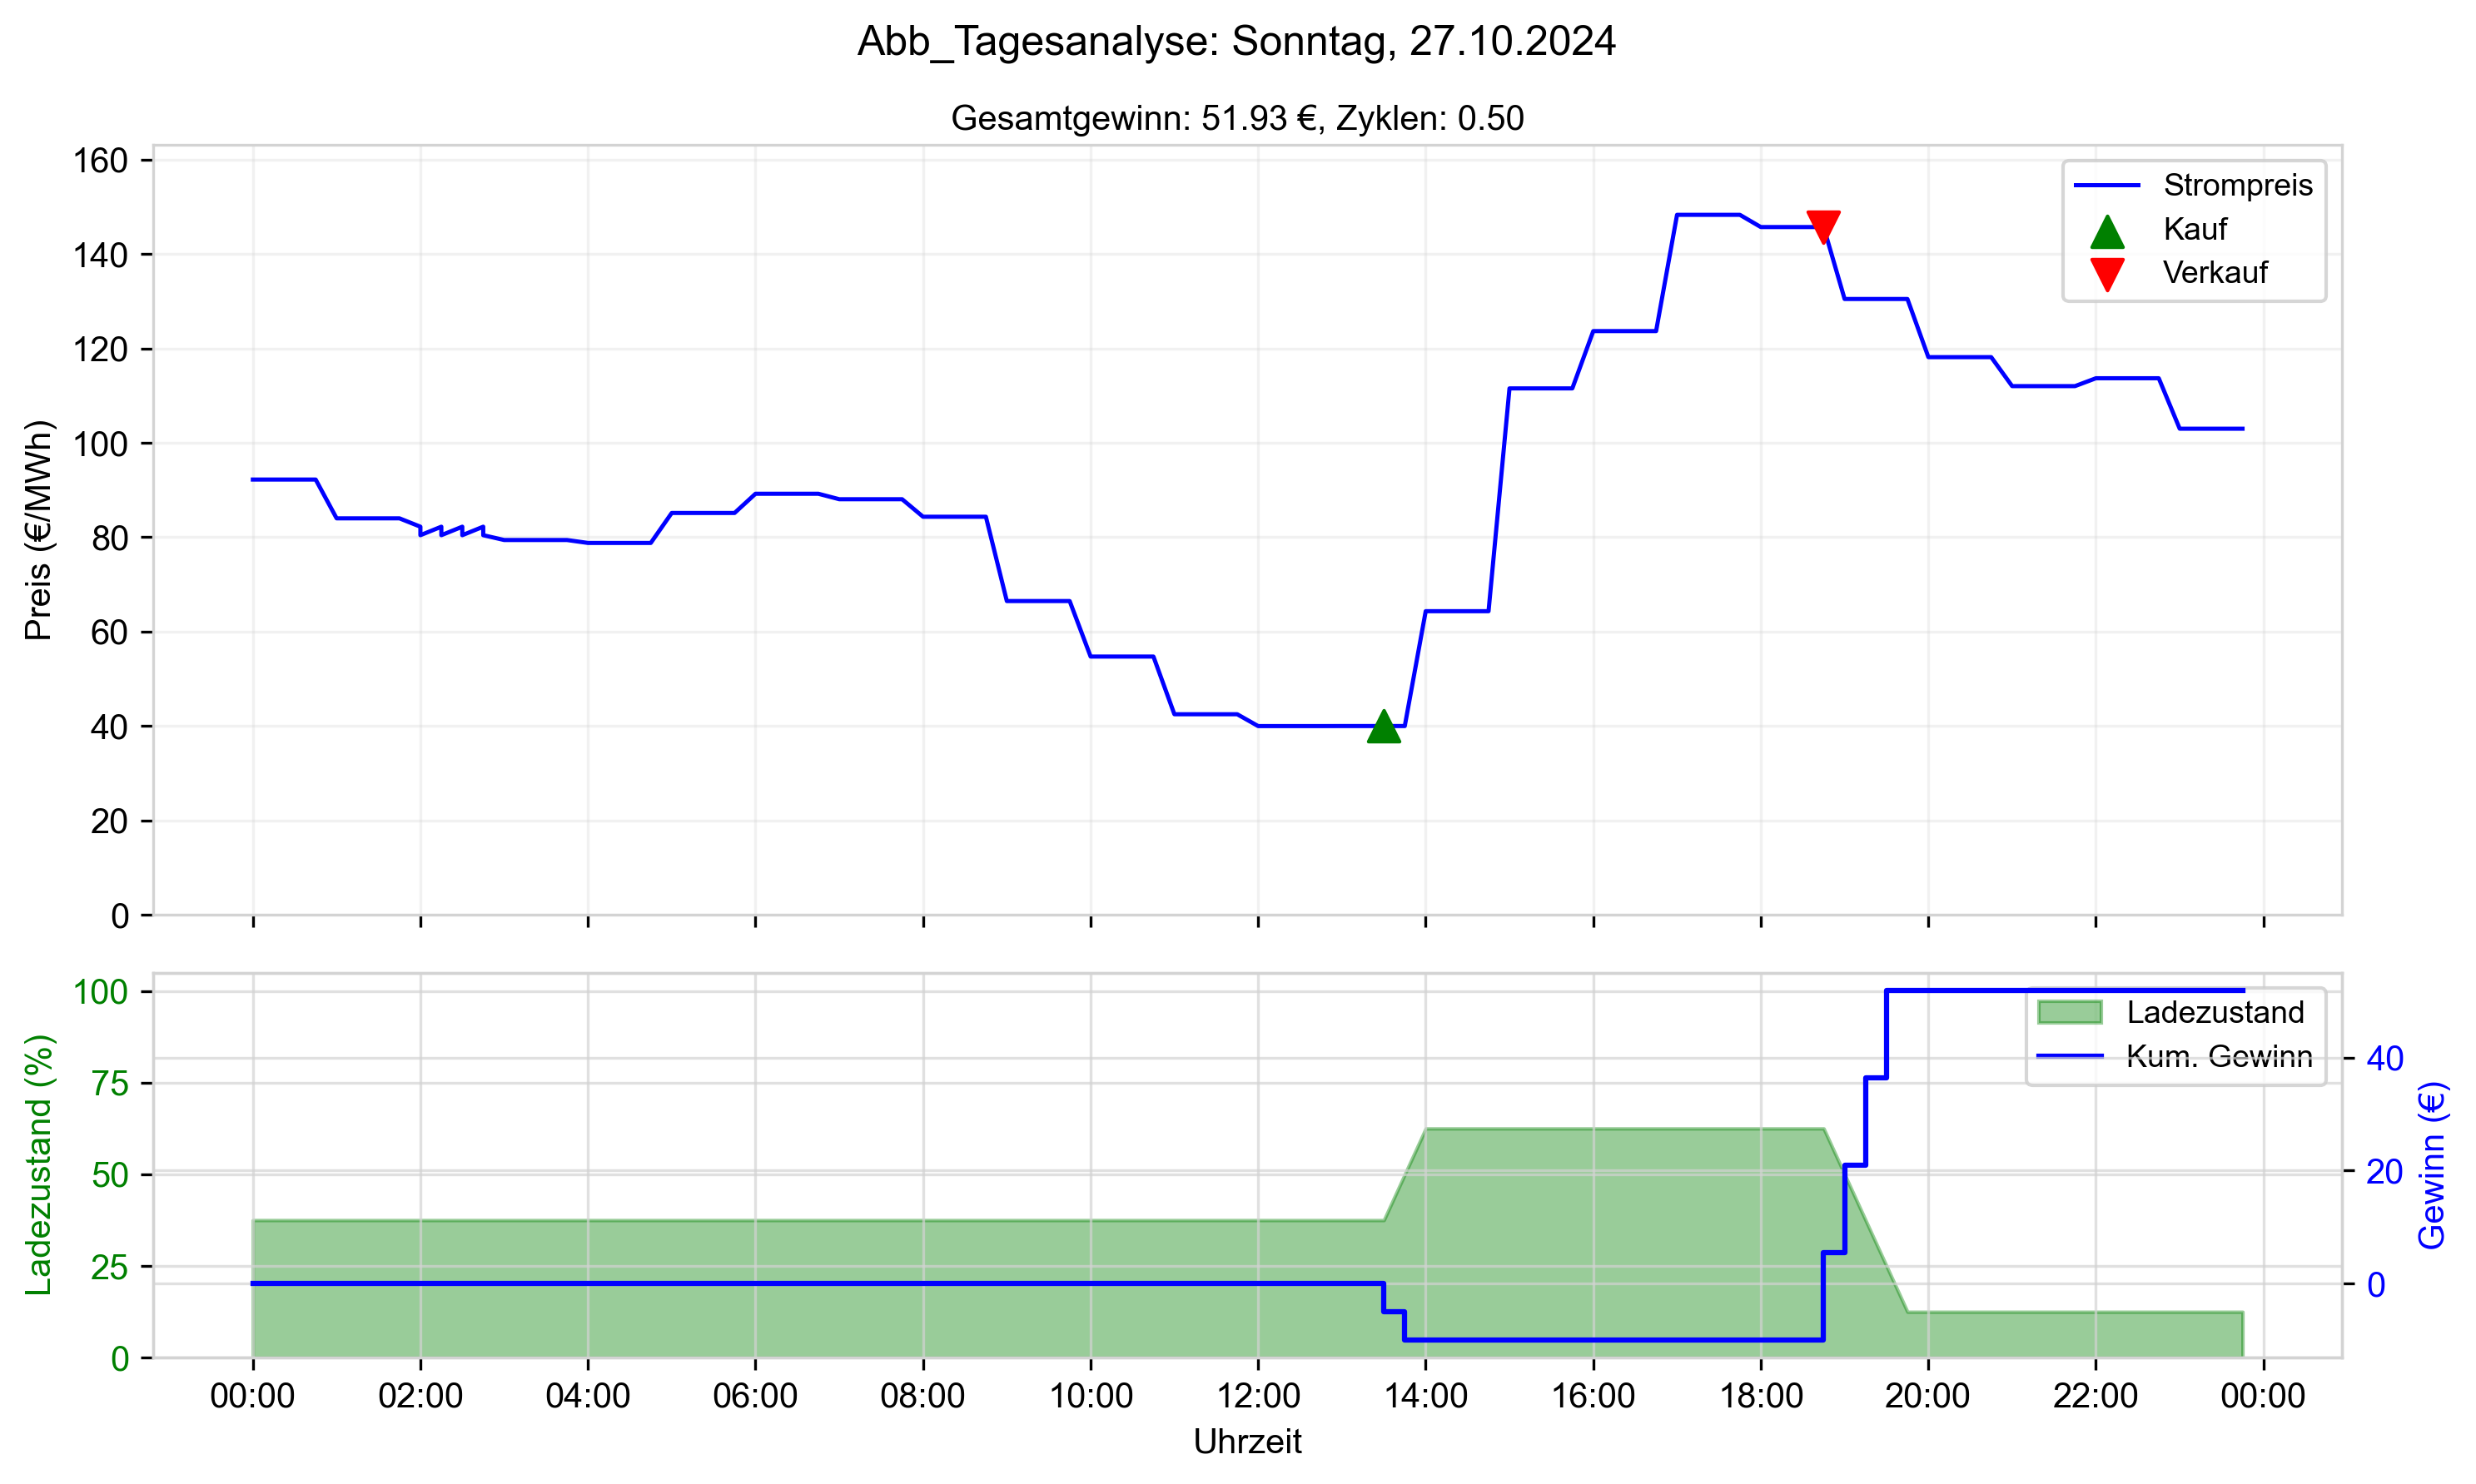 Abb_Tagesanalyse: Sonntag, 27.10.2024
Gesamtgewinn: 51.93 €, Zyklen: 0.50
Preis (€/MWh)
160
140
120
100
80
60
40
20
0
Strompreis
Kauf
Verkauf
Ladezustand (%)
100
75
50
25
0
Ladezustand
Kum. Gewinn
40
20
0
Gewinn (€)
00:00 02:00 04:00 06:00 08:00 10:00 12:00 14:00 16:00 18:00 20:00 22:00 00:00
Uhrzeit